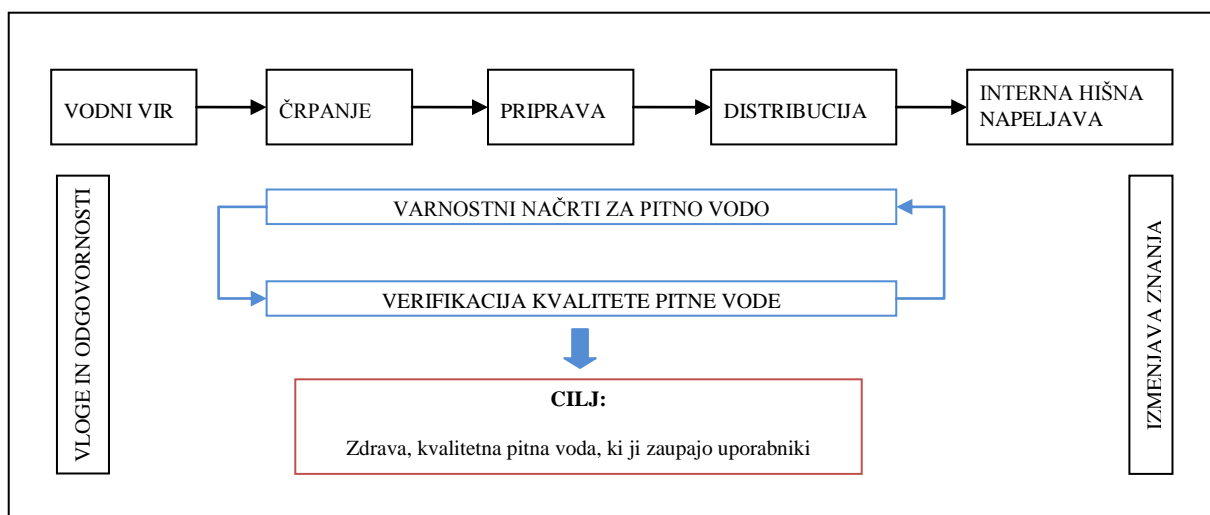 VODNI VIR
ČRPANJE
PRIPRAVA
DISTRIBUCIJA
INTERNA HIŠNA
NAPELJAVA
VLOGE IN ODGOVORNOSTI
VARNOSTNI NAČRTI ZA PITNO VODO
VERIFIKACIJA KVALITETE PITNE VODE
CILJ:
Zdrava, kvalitetna pitna voda, ki ji zaupajo uporabniki
IZMENJAVA ZNANJA